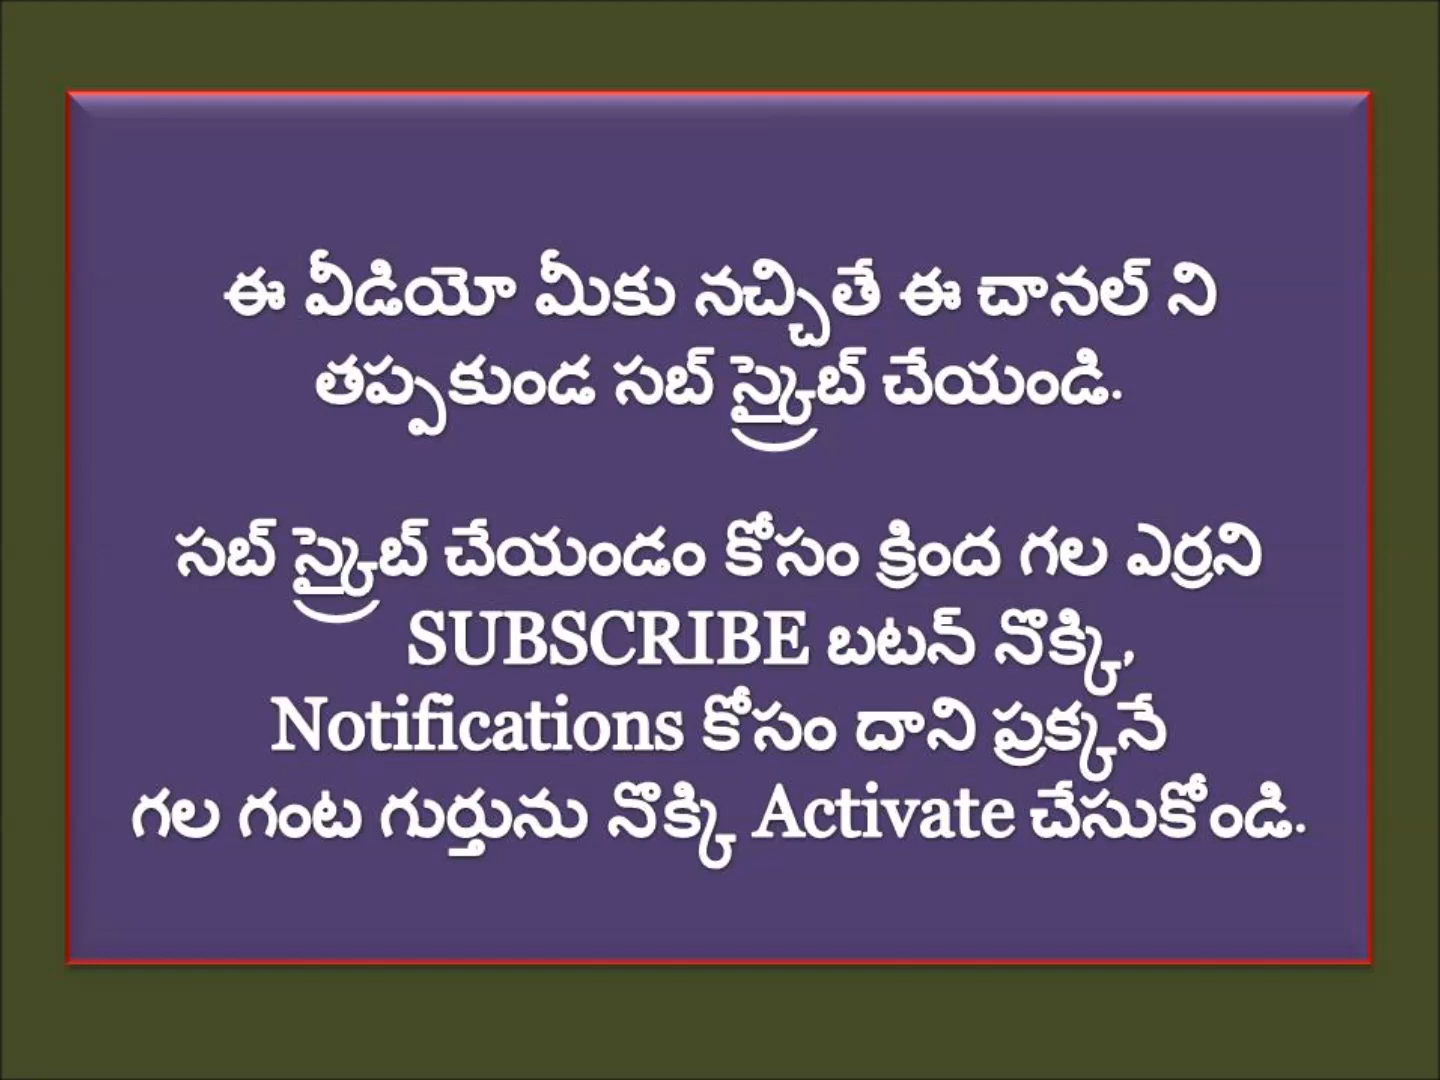 ఈ వీడియో మీకు నచ్చితే ఈ చానల్ ని
తప్పకుండ సబ్ స్క్రైబ్ చేయండి.
సబ్ స్క్రైబ్ చేయండం కోసం క్రింద గల ఎర్రని
SUBSCRIBE బటన్ నొక్కి,
Notifications కోసం దాని ప్రక్కనే
గల గంట గుర్తును నొక్కి Activate చేసుకోండి.